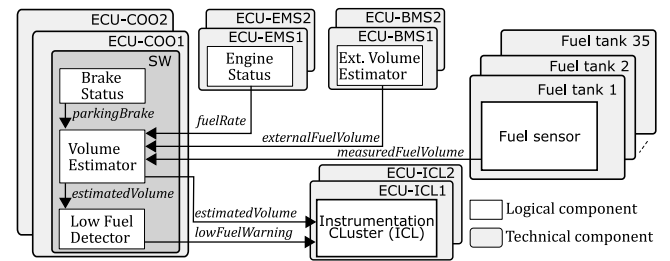 ECU-COO2
ECU-COO1
SW
Brake
Status
parkingBrake
Volume
Estimator
estimatedVolume
Low Fuel
Detector
ECU-EMS2
ECU-EMS1
Engine
Status
fuelRate
ECU-BMS2
ECU-BMS1
Ext. Volume
Estimator
externalFuelVolume
measuredFuelVolume
Fuel tank 35
Fuel tank 2
Fuel tank 1
Fuel sensor
ECU-ICL2
ECU-ICL1
estimatedVolume
lowFuelWarning
Instrumentation
CLuster (ICL)
Logical component
Technical component